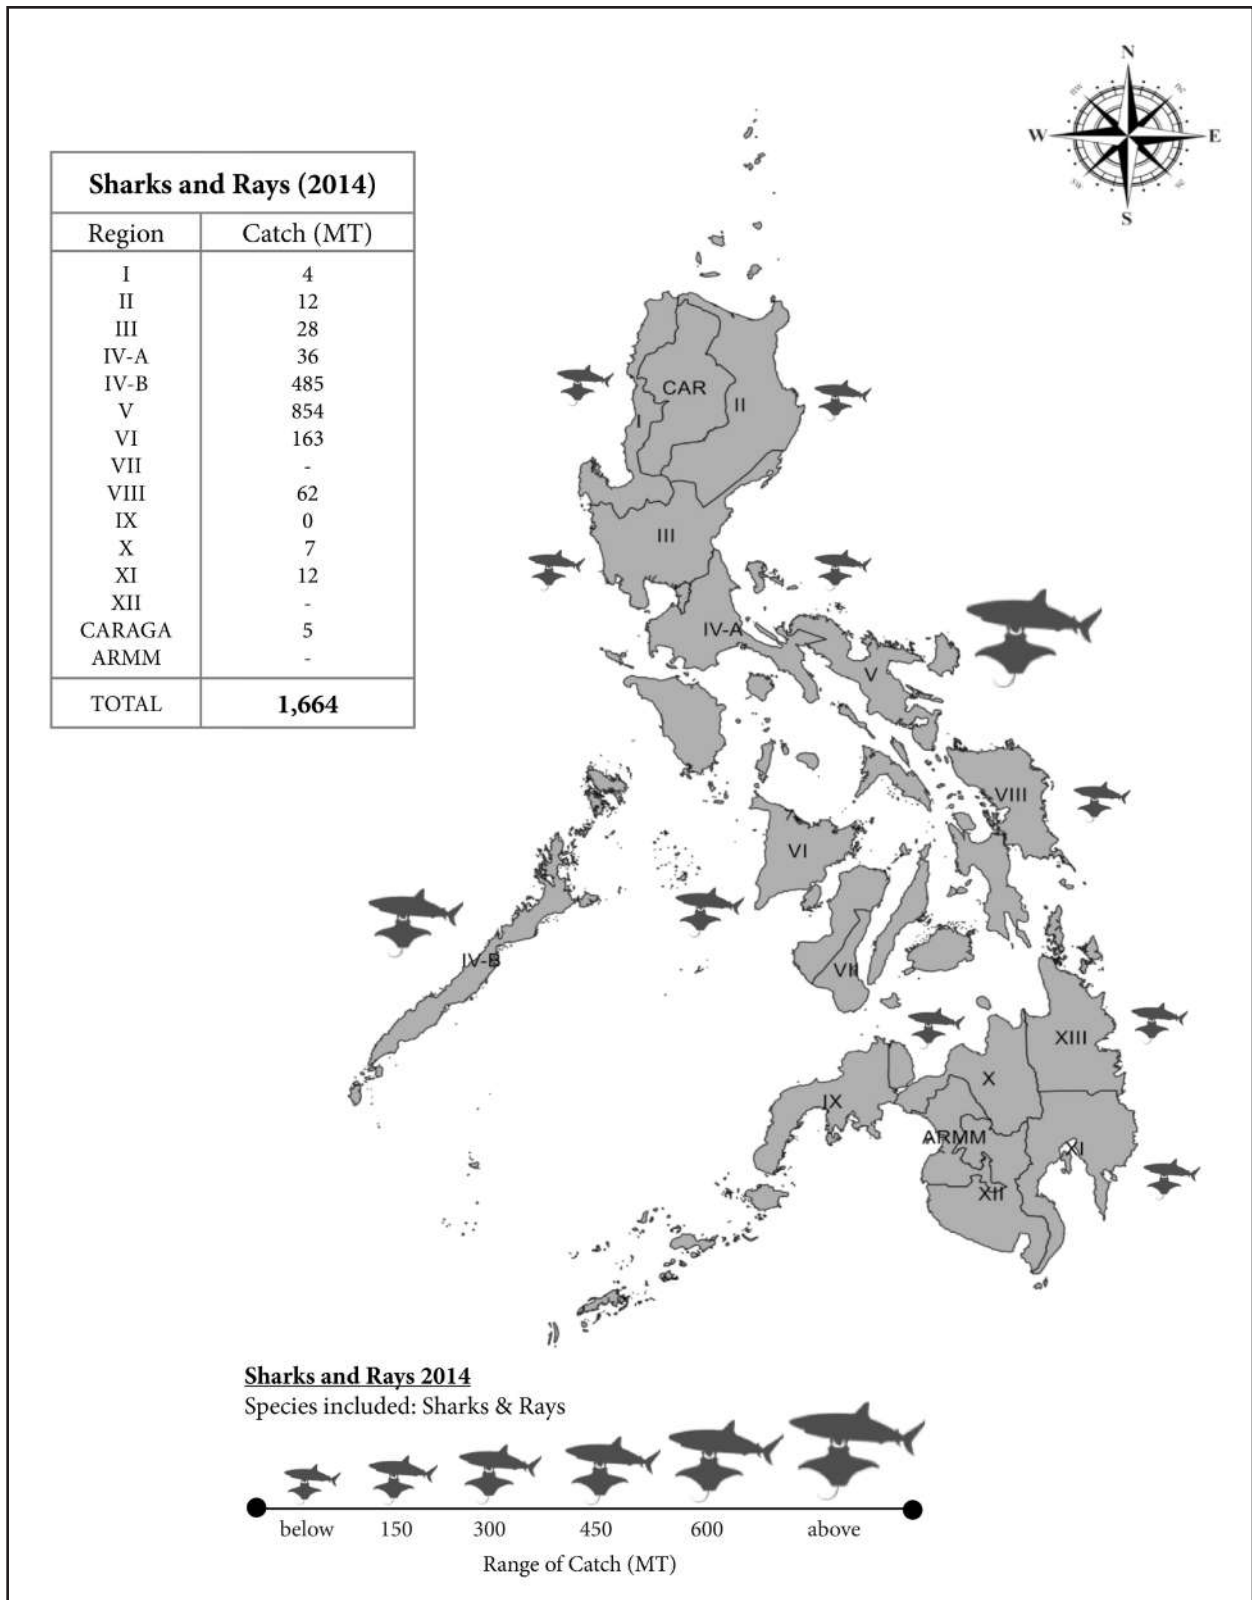 N
W E
S
Sharks and Rays (2014)
Region Catch (MT)
I 4
II 12
III 28
IV-A 36
IV-B 485
V 854
VI 163
VII -
VIII 62
IX 0
X 7
XI 12
XII -
CARAGA 5
ARMM -
TOTAL 1,664
CAR
II
I
III
IV-A
V
VIII
VI
IV-B
VII
XIII
X
IX
ARMM
XI
XII
Sharks and Rays 2014
Species included: Sharks & Rays
below 150 300 450 600 above
Range of Catch (MT)